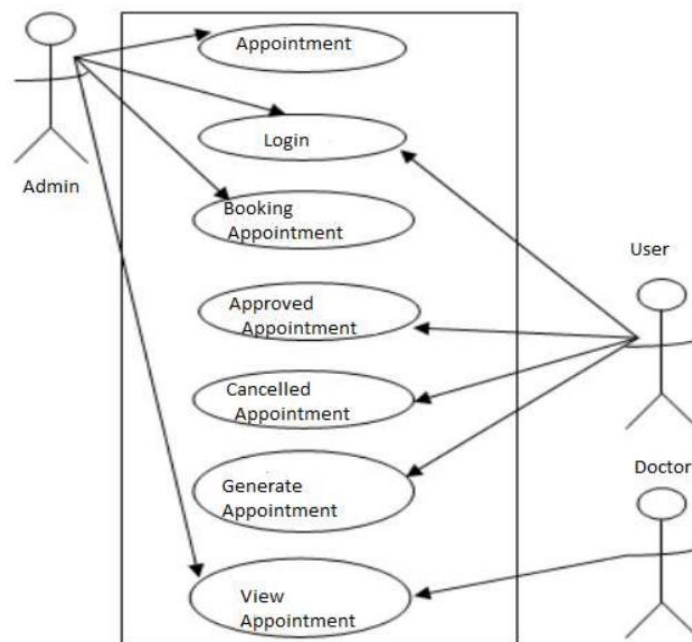 Appointment
Login
Admin
Booking
Appointment
User
Approved
Appointment
Cancelled
Appointment
Doctor
Generate
Appointment
View
Appointment